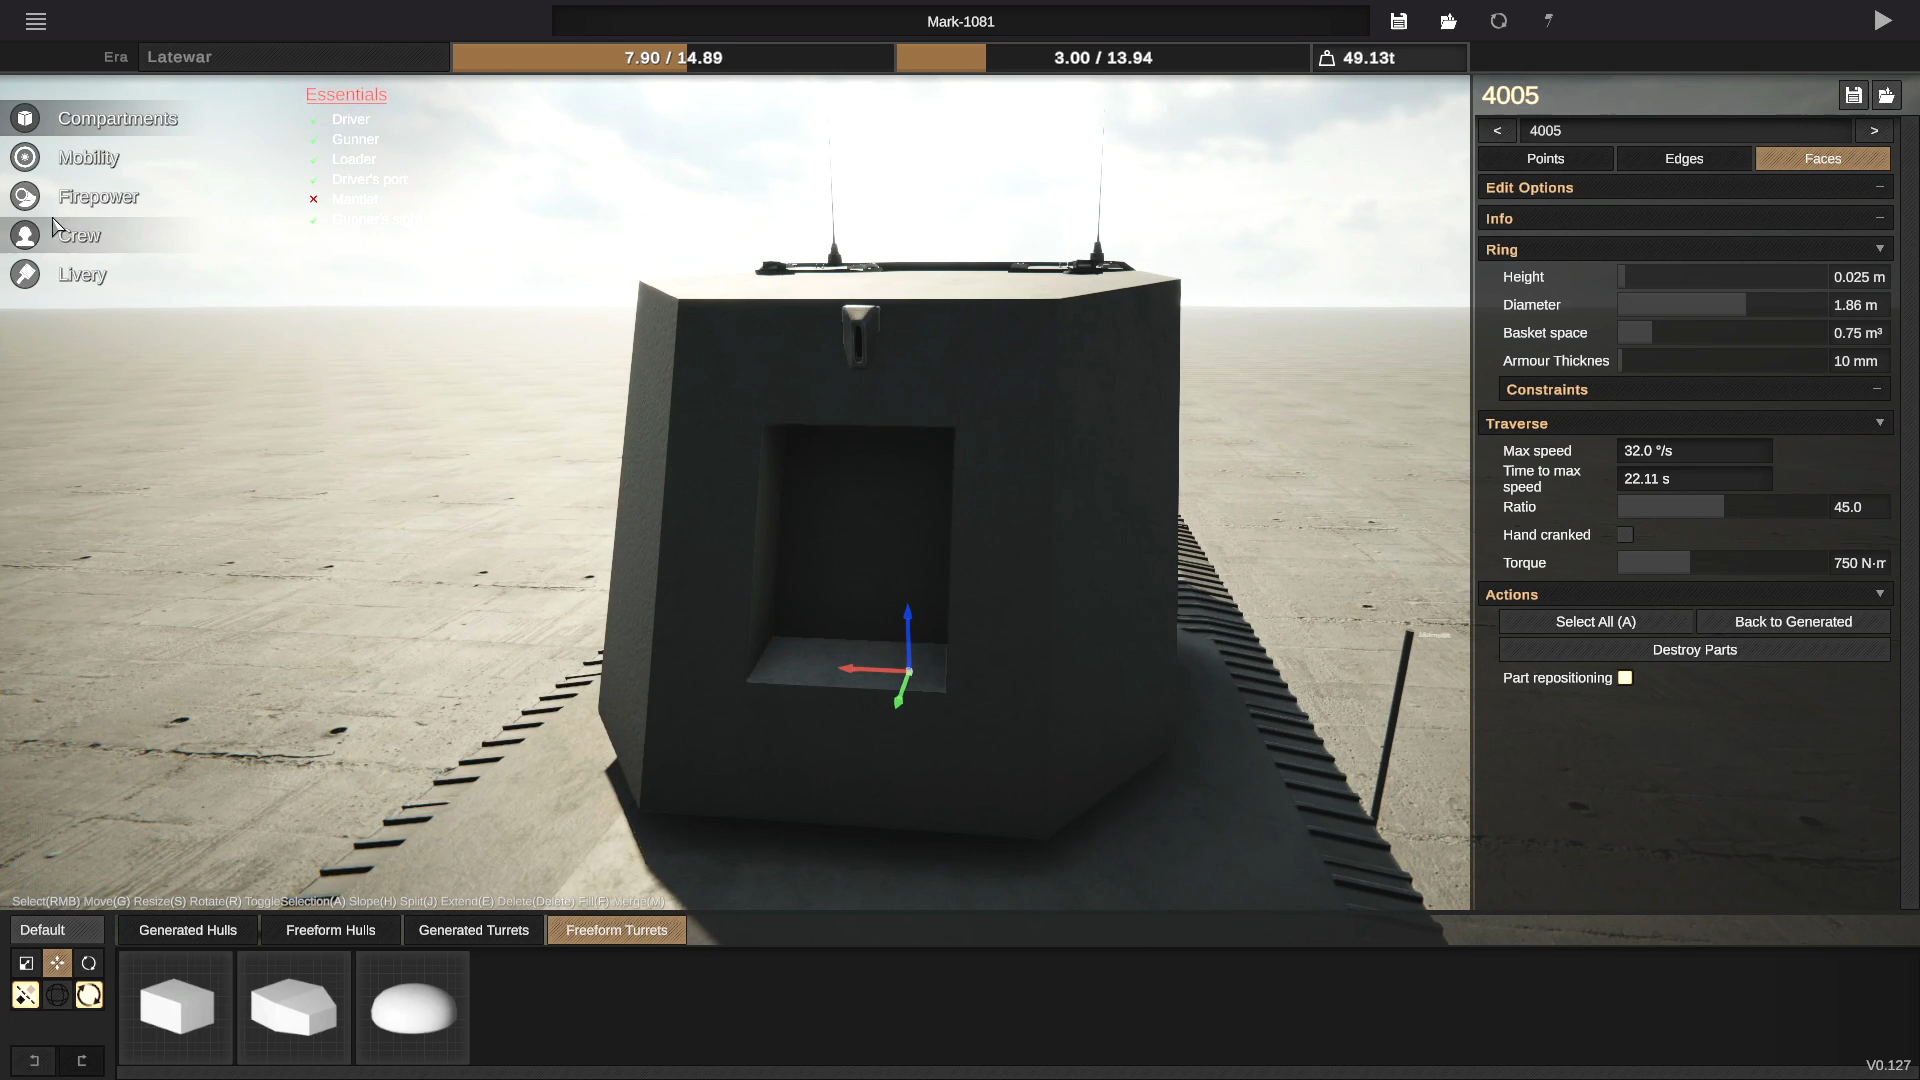 Mark-1081
Era
Latewar
7.90 / 14.89
3.00 / 13.94
49.13t
Compartments
Mobility
Firepower
Crew
Livery
Essentials
Driver
Gunner
Loader
Driver's port
Mantlet
Gunner's sight
4005
<
4005
>
Points
Edges
Faces
Edit Options
Info
Ring
Height
0.025 m
Diameter
1.86 m
Basket space
0.75 m³
Armour Thicknes
10 mm
Constraints
Traverse
Max speed
32.0 °/s
Time to max
speed
22.11 s
Ratio
45.0
Hand cranked
Torque
750 N·m
Actions
Select All (A)
Back to Generated
Destroy Parts
Part repositioning
Select(RMB) Move(G) Resize(S) Rotate(R) ToggleSelection(A) Slope(H) Split(J) Extend(E) Delete(Delete) Fill(F) Merge(M)
Default
Generated Hulls
Freeform Hulls
Generated Turrets
Freeform Turrets
V0.127